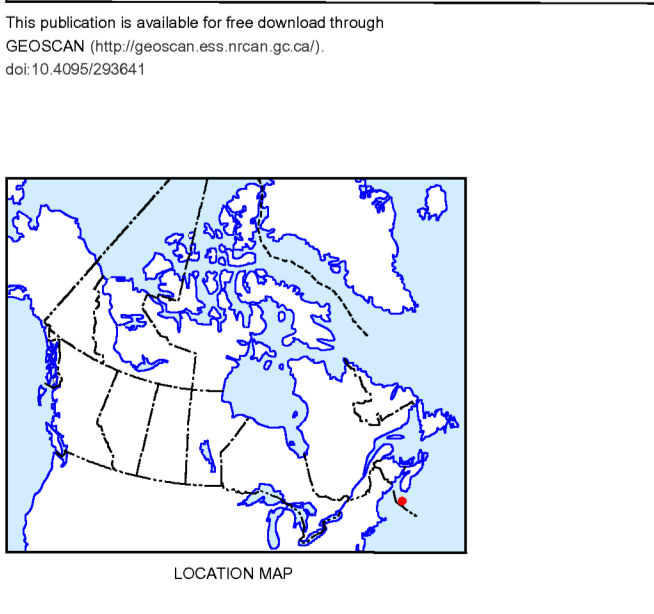 This publication is available for free download through
GEOSCAN (http://geoscan.ess.nrcan.gc.ca/).
doi:10.4095/293641
LOCATION MAP